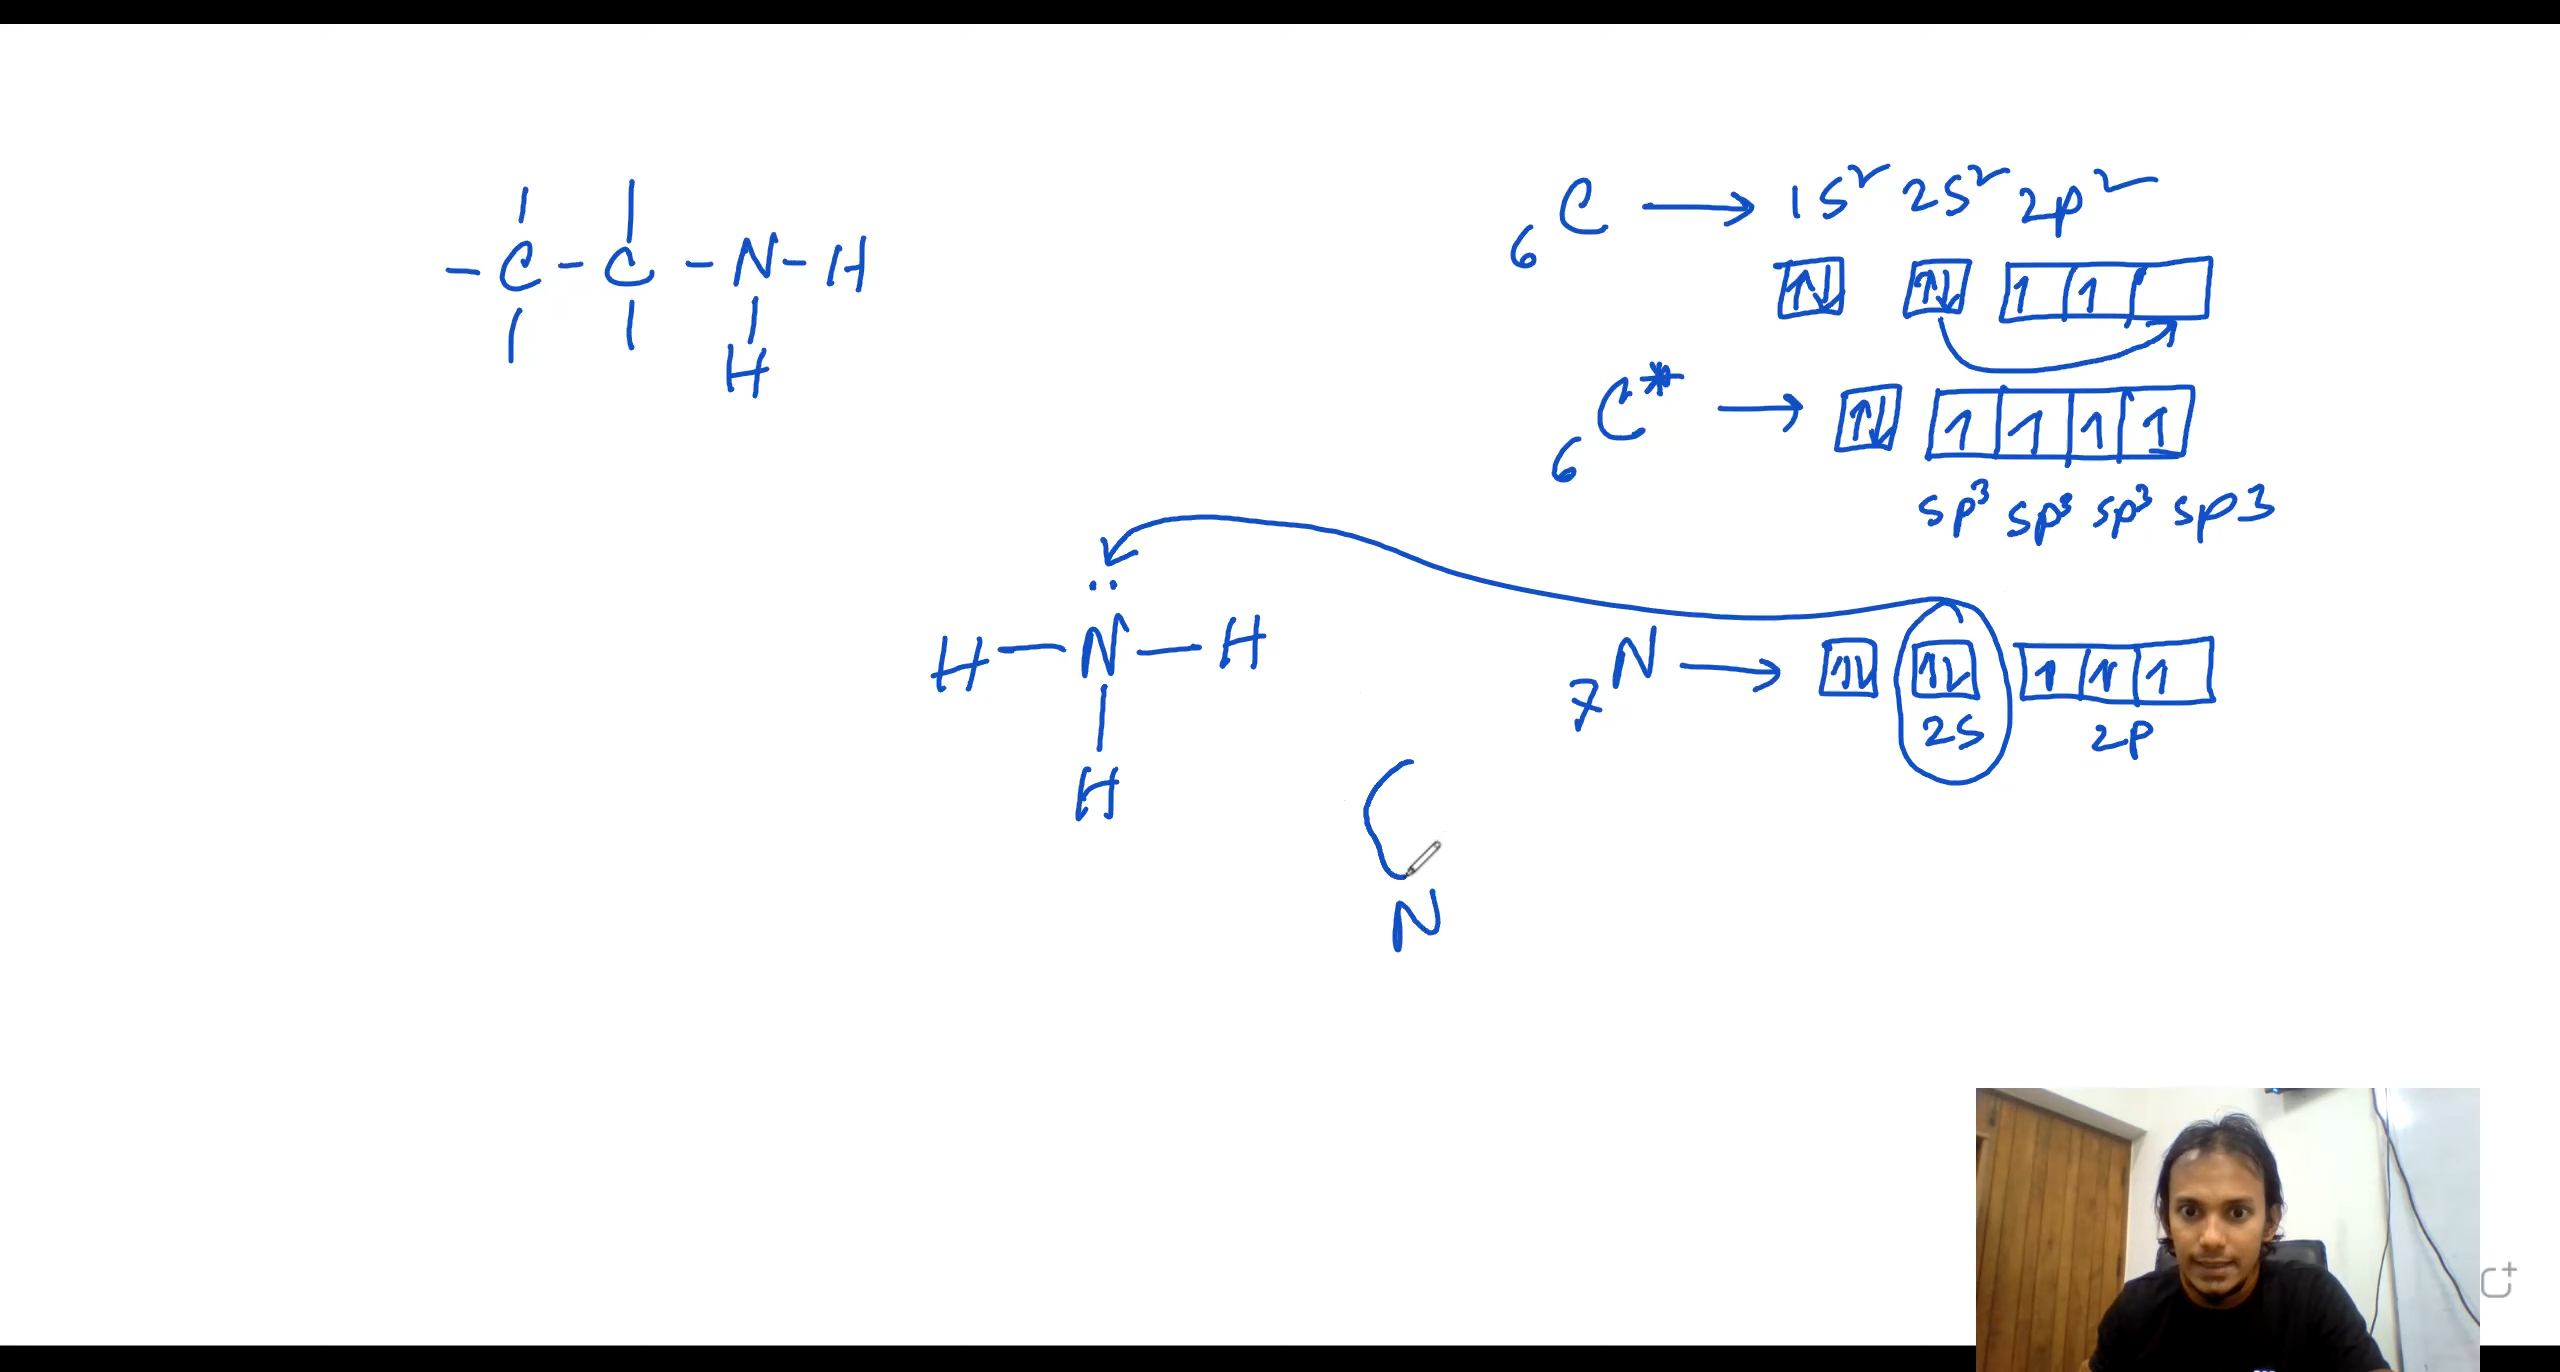 - C - C - N - H
H
₆C → 1s² 2s² 2p²
↑↓ ↑↓ ↑ ↑
₆C* → ↑↓ ↑ ↑ ↑ ↑
sp³ sp³ sp³ sp3
H - N̈ - H
H
₇N → ↑↓ ↑↓ ↑ ↑ ↑
2s 2p
N